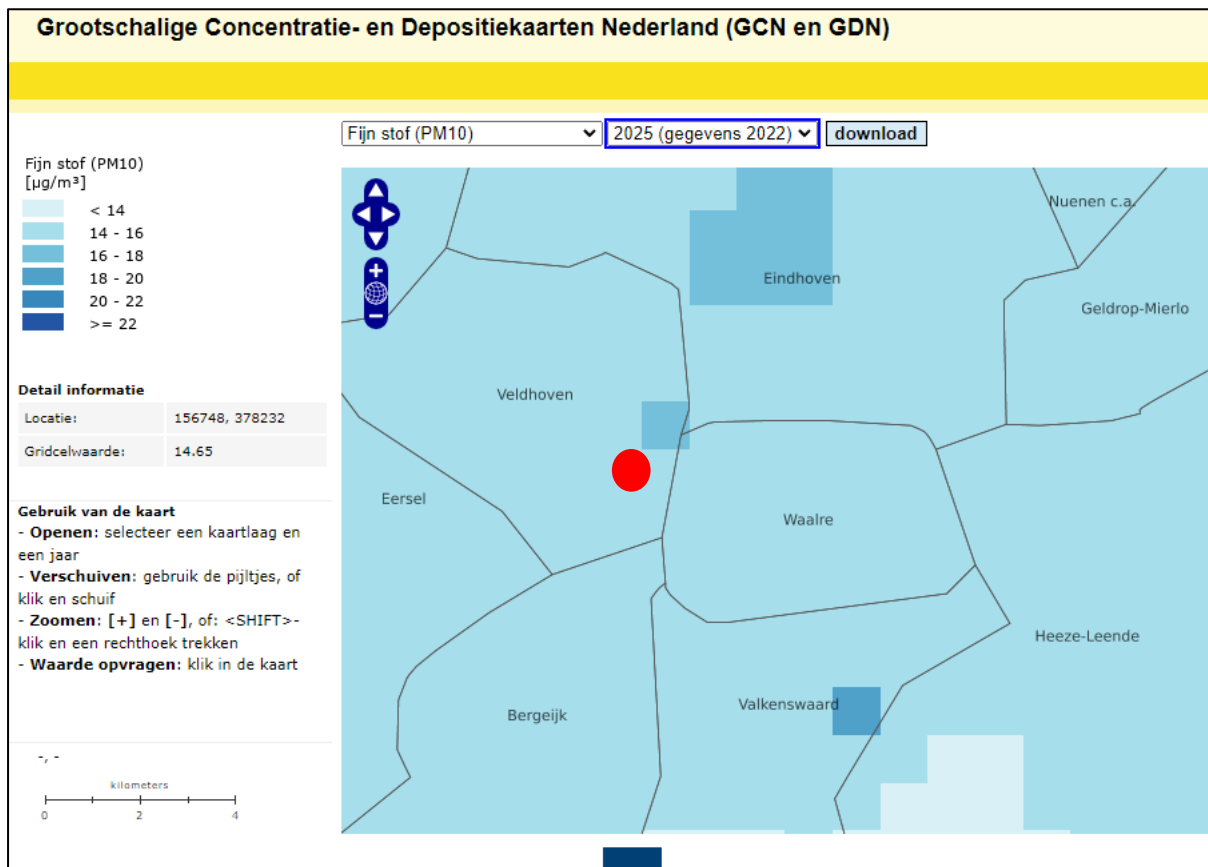 Grootschalige Concentratie- en Depositiekaarten Nederland (GCN en GDN)
Fijn stof (PM10)
2025 (gegevens 2022)
download
Fijn stof (PM10)
[µg/m³]
< 14
14 - 16
16 - 18
18 - 20
20 - 22
>= 22
Detail informatie
Locatie: 156748, 378232
Gridcelwaarde: 14.65
Gebruik van de kaart
- Openen: selecteer een kaartlaag en
een jaar
- Verschuiven: gebruik de pijltjes, of
klik en schuif
- Zoomen: [+] en [-], of: <SHIFT>-
klik en een rechthoek trekken
- Waarde opvragen: klik in de kaart
-, -
kilometers
0 2 4
Nuenen c.a.
Eindhoven
Geldrop-Mierlo
Veldhoven
Eersel
Waalre
Heeze-Leende
Valkenswaard
Bergeijk